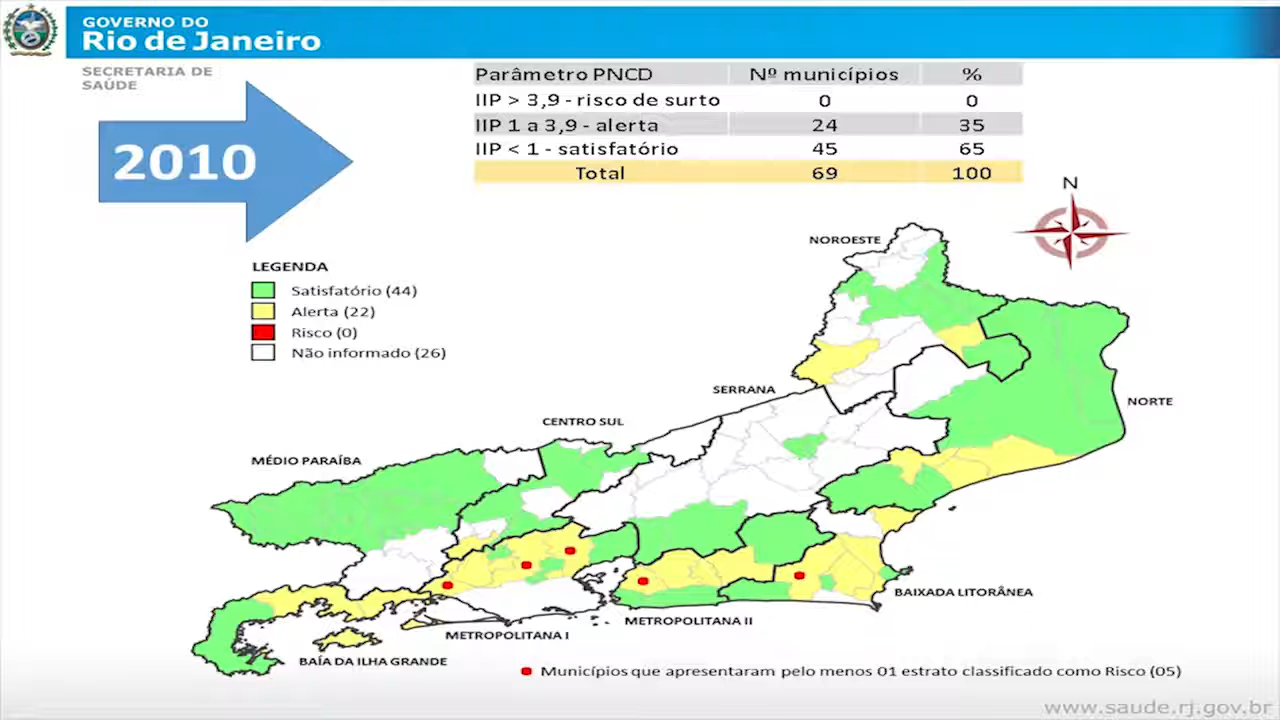 GOVERNO DO
Rio de Janeiro
SECRETARIA DE
SAÚDE
2010
Parâmetro PNCD Nº municípios %
IIP > 3,9 - risco de surto 0 0
IIP 1 a 3,9 - alerta 24 35
IIP < 1 - satisfatório 45 65
Total 69 100
N
LEGENDA
Satisfatório (44)
Alerta (22)
Risco (0)
Não informado (26)
NOROESTE
SERRANA
NORTE
CENTRO SUL
MÉDIO PARAÍBA
BAIXADA LITORÂNEA
METROPOLITANA II
METROPOLITANA I
BAÍA DA ILHA GRANDE
Municípios que apresentaram pelo menos 01 estrato classificado como Risco (05)
www.saude.rj.gov.br